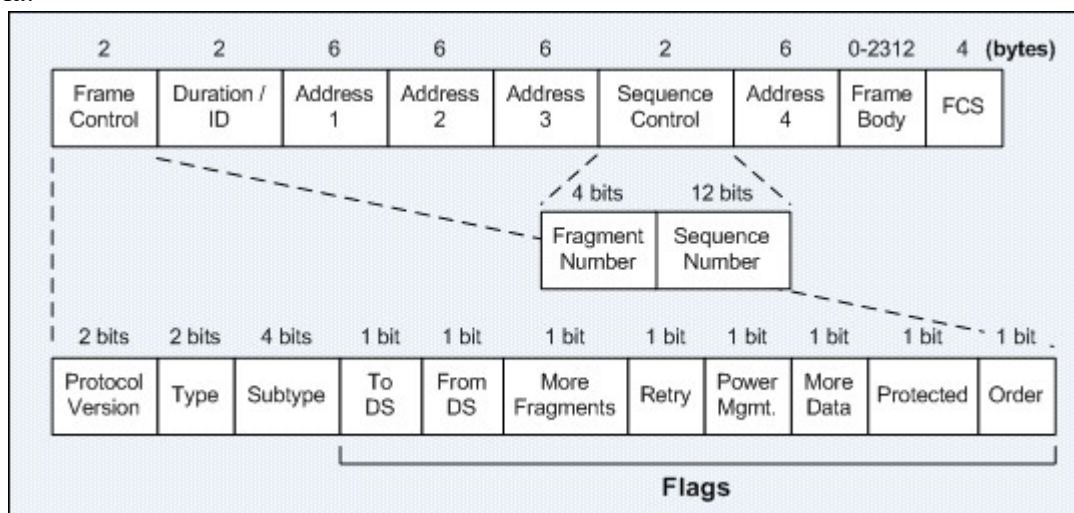 2 2 6 6 6 2 6 0-2312 4 (bytes)
Frame Control
Duration / ID
Address 1
Address 2
Address 3
Sequence Control
Address 4
Frame Body
FCS
4 bits 12 bits
Fragment Number
Sequence Number
2 bits 2 bits 4 bits 1 bit 1 bit 1 bit 1 bit 1 bit 1 bit 1 bit 1 bit
Protocol Version
Type
Subtype
To DS
From DS
More Fragments
Retry
Power Mgmt.
More Data
Protected
Order
Flags